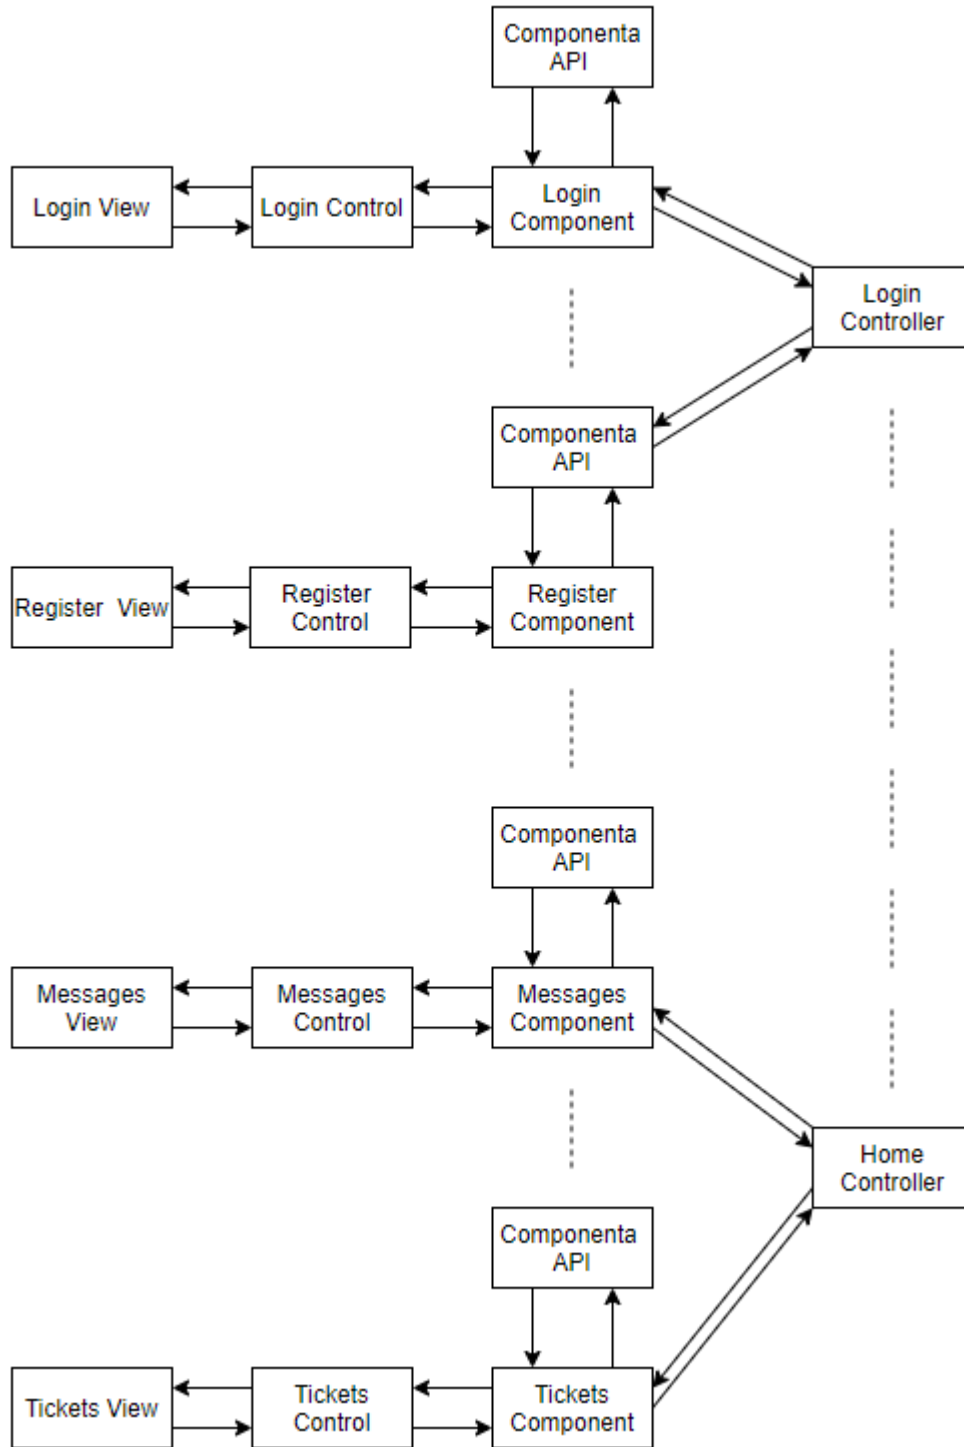 Componenta
API
Login View
Login Control
Login
Component
Login
Controller
Componenta
API
Register View
Register
Control
Register
Component
Componenta
API
Messages
View
Messages
Control
Messages
Component
Home
Controller
Componenta
API
Tickets View
Tickets
Control
Tickets
Component